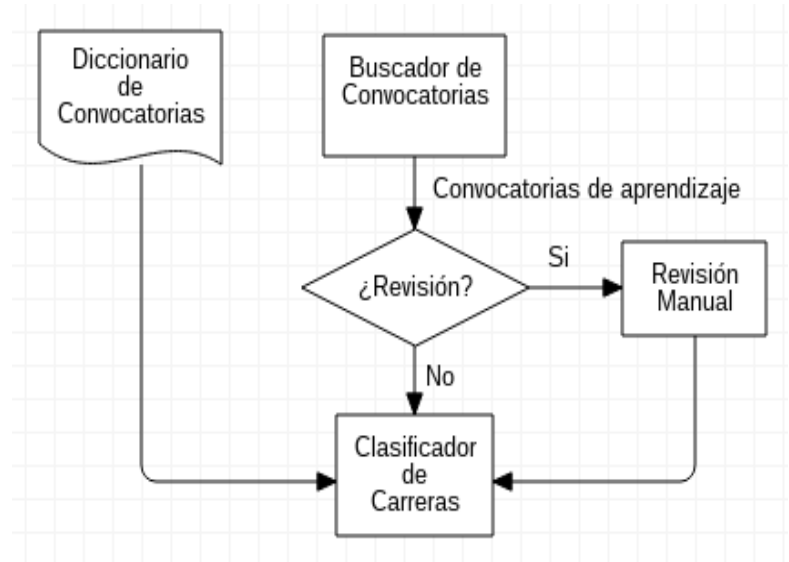 Diccionario
de
Convocatorias
Buscador de
Convocatorias
Convocatorias de aprendizaje
¿Revisión?
Si
Revisión
Manual
No
Clasificador
de
Carreras